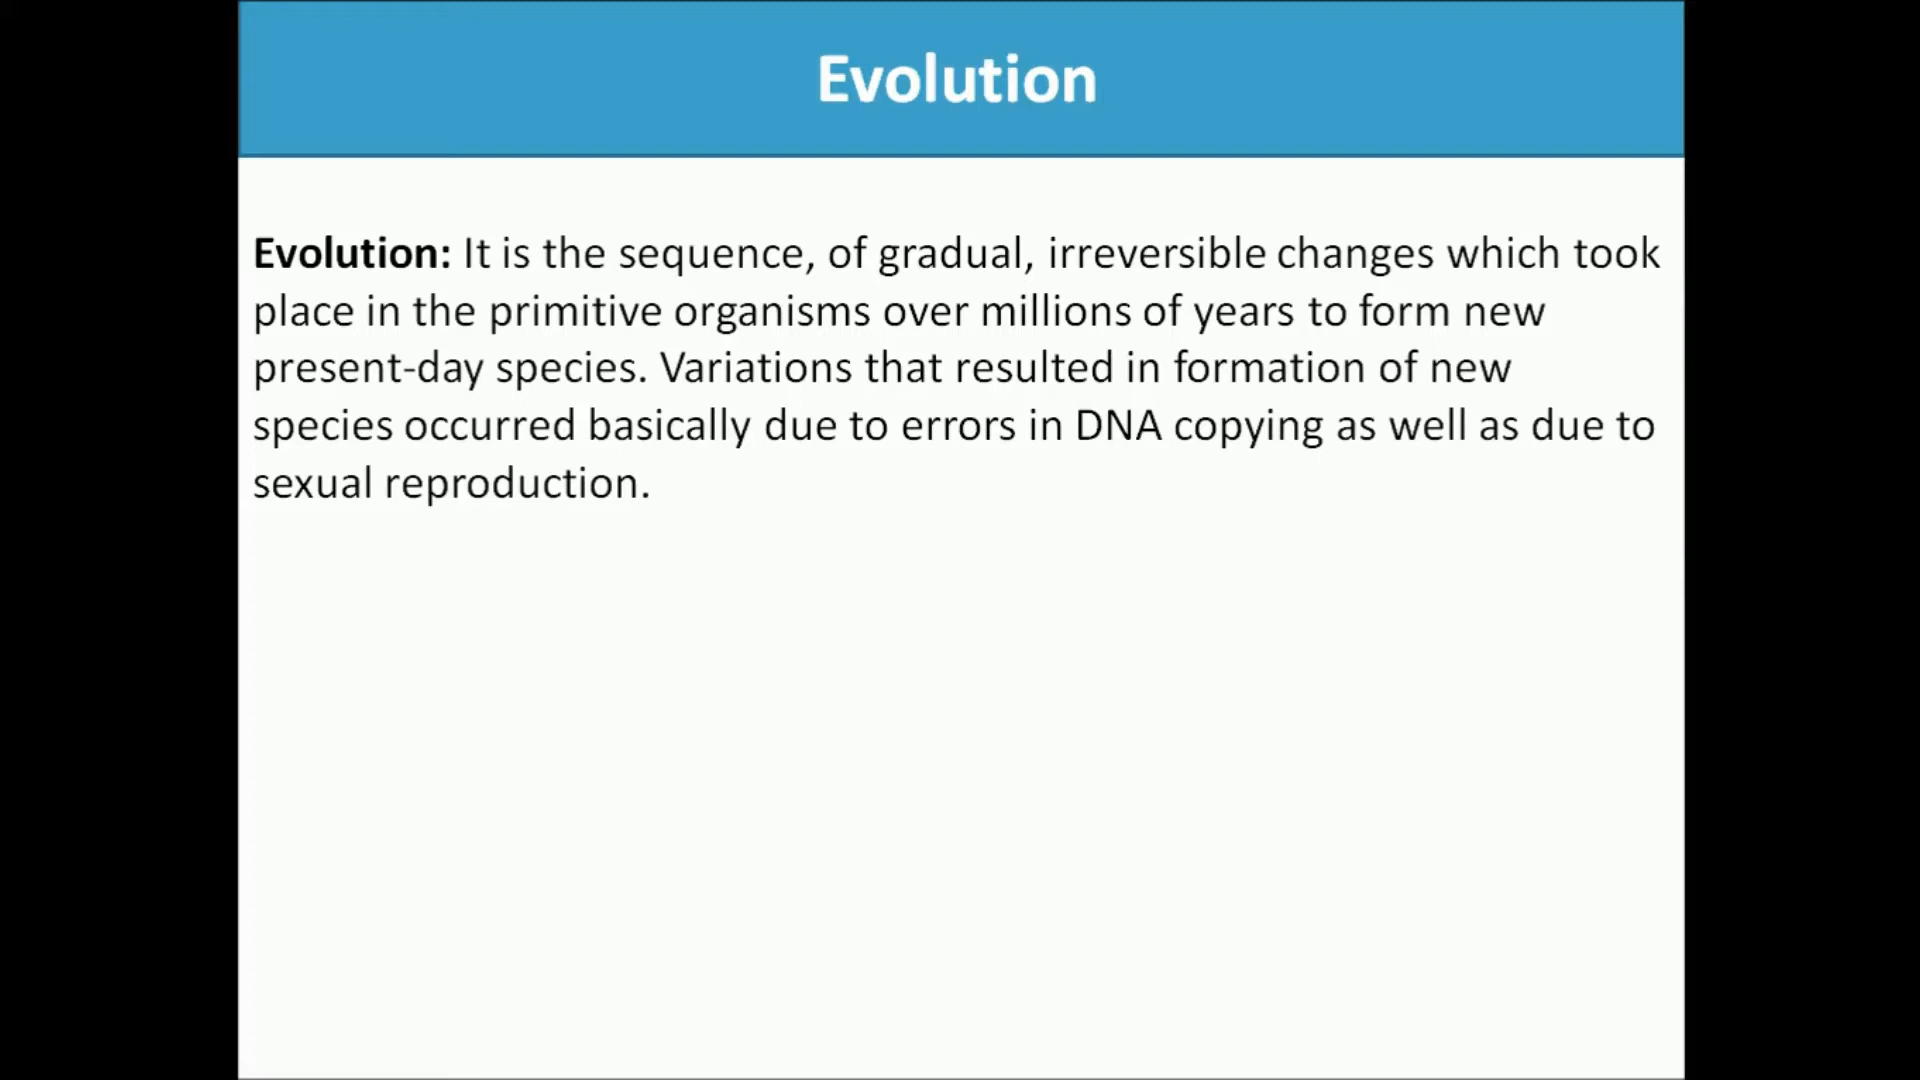 Evolution
Evolution: It is the sequence, of gradual, irreversible changes which took
place in the primitive organisms over millions of years to form new
present-day species. Variations that resulted in formation of new
species occurred basically due to errors in DNA copying as well as due to
sexual reproduction.